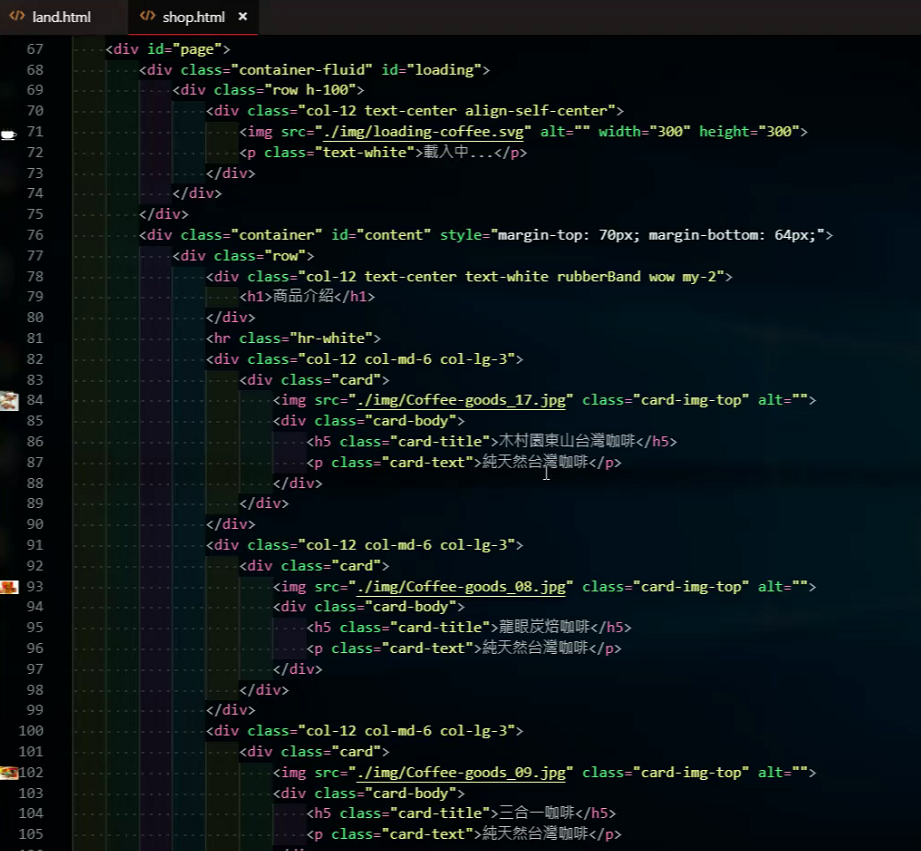 land.html shop.html ×
67 <div id="page">
68 <div class="container-fluid" id="loading">
69 <div class="row h-100">
70 <div class="col-12 text-center align-self-center">
71 <img src="./img/loading-coffee.svg" alt="" width="300" height="300">
72 <p class="text-white">載入中...</p>
73 </div>
74 </div>
75 </div>
76 <div class="container" id="content" style="margin-top: 70px; margin-bottom: 64px;">
77 <div class="row">
78 <div class="col-12 text-center text-white rubberBand wow my-2">
79 <h1>商品介紹</h1>
80 </div>
81 <hr class="hr-white">
82 <div class="col-12 col-md-6 col-lg-3">
83 <div class="card">
84 <img src="./img/Coffee-goods_17.jpg" class="card-img-top" alt="">
85 <div class="card-body">
86 <h5 class="card-title">木村園東山台灣咖啡</h5>
87 <p class="card-text">純天然台灣咖啡</p>
88 </div>
89 </div>
90 </div>
91 <div class="col-12 col-md-6 col-lg-3">
92 <div class="card">
93 <img src="./img/Coffee-goods_08.jpg" class="card-img-top" alt="">
94 <div class="card-body">
95 <h5 class="card-title">龍眼炭焙咖啡</h5>
96 <p class="card-text">純天然台灣咖啡</p>
97 </div>
98 </div>
99 </div>
100 <div class="col-12 col-md-6 col-lg-3">
101 <div class="card">
102 <img src="./img/Coffee-goods_09.jpg" class="card-img-top" alt="">
103 <div class="card-body">
104 <h5 class="card-title">三合一咖啡</h5>
105 <p class="card-text">純天然台灣咖啡</p>